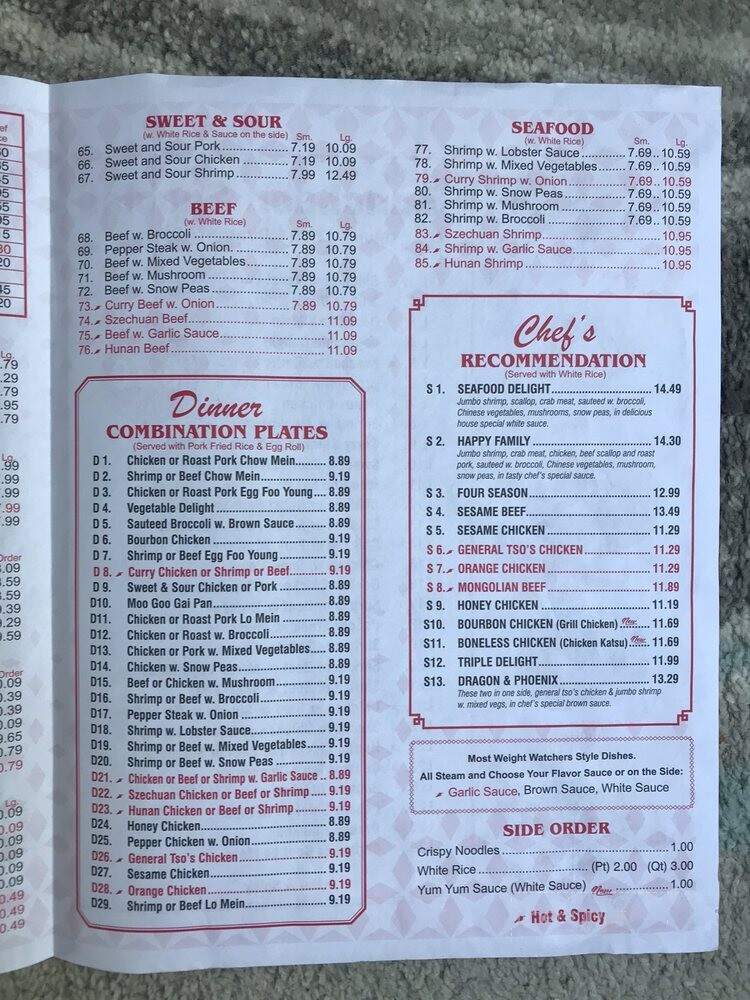 SWEET & SOUR
(w. White Rice & Sauce on the side) Sm. Lg.
65. Sweet and Sour Pork..................7.19 10.09
66. Sweet and Sour Chicken ..............7.19 10.09
67. Sweet and Sour Shrimp................7.99 12.49
BEEF
(w. White Rice) Sm. Lg.
68. Beef w. Broccoli.....................7.89 10.79
69. Pepper Steak w. Onion................7.89 10.79
70. Beef w. Mixed Vegetables.............7.89 10.79
71. Beef w. Mushroom ....................7.89 10.79
72. Beef w. Snow Peas....................7.89 10.79
73. Curry Beef w. Onion..................7.89 10.79
74. Szechuan Beef........................11.09
75. Beef w. Garlic Sauce.................11.09
76. Hunan Beef...........................11.09
Dinner
COMBINATION PLATES
(Served with Pork Fried Rice & Egg Roll)
D 1. Chicken or Roast Pork Chow Mein.......... 8.89
D 2. Shrimp or Beef Chow Mein................. 9.19
D 3. Chicken or Roast Pork Egg Foo Young.... 8.89
D 4. Vegetable Delight........................ 8.89
D 5. Sauteed Broccoli w. Brown Sauce.......... 8.89
D 6. Bourbon Chicken ......................... 9.19
D 7. Shrimp or Beef Egg Foo Young ............ 9.19
D 8. Curry Chicken or Shrimp or Beef.......... 9.19
D 9. Sweet & Sour Chicken or Pork ............ 8.89
D10. Moo Goo Gai Pan.......................... 8.89
D11. Chicken or Roast Pork Lo Mein ........... 8.89
D12. Chicken or Roast w. Broccoli............. 8.89
D13. Chicken or Pork w. Mixed Vegetables..... 8.89
D14. Chicken w. Snow Peas..................... 8.89
D15. Beef or Chicken w. Mushroom ............. 9.19
D16. Shrimp or Beef w. Broccoli............... 9.19
D17. Pepper Steak w. Onion ................... 9.19
D18. Shrimp w. Lobster Sauce.................. 9.19
D19. Shrimp or Beef w. Mixed Vegetables...... 9.19
D20. Shrimp or Beef w. Snow Peas ............. 9.19
D21. Chicken or Beef or Shrimp w. Garlic Sauce .. 8.89
D22. Szechuan Chicken or Beef or Shrimp ..... 9.19
D23. Hunan Chicken or Beef or Shrimp ......... 9.19
D24. Honey Chicken............................ 8.89
D25. Pepper Chicken w. Onion.................. 8.89
D26. General Tso's Chicken.................... 9.19
D27. Sesame Chicken........................... 9.19
D28. Orange Chicken .......................... 9.19
D29. Shrimp or Beef Lo Mein................... 9.19
SEAFOOD
(w. White Rice) Sm. Lg.
77. Shrimp w. Lobster Sauce .............7.69.. 10.59
78. Shrimp w. Mixed Vegetables.......7.69.. 10.59
79. Curry Shrimp w. Onion................7.69.. 10.59
80. Shrimp w. Snow Peas..................7.69.. 10.59
81. Shrimp w. Mushroom ..................7.69.. 10.59
82. Shrimp w. Broccoli ..................7.69.. 10.59
83. Szechuan Shrimp...................... 10.95
84. Shrimp w. Garlic Sauce............... 10.95
85. Hunan Shrimp ........................ 10.95
Chef's
RECOMMENDATION
(Served with White Rice)
S 1. SEAFOOD DELIGHT.......................... 14.49
Jumbo shrimp, scallop, crab meat, sauteed w. broccoli,
Chinese vegetables, mushrooms, snow peas, in delicious
house special white sauce.
S 2. HAPPY FAMILY ............................ 14.30
Jumbo shrimp, crab meat, chicken, beef scallop and roast
pork, sauteed w. broccoli, Chinese vegetables, mushroom,
snow peas, in tasty chef's special sauce.
S 3. FOUR SEASON.............................. 12.99
S 4. SESAME BEEF.............................. 13.49
S 5. SESAME CHICKEN .......................... 11.29
S 6. GENERAL TSO'S CHICKEN.................... 11.29
S 7. ORANGE CHICKEN .......................... 11.29
S 8. MONGOLIAN BEEF........................... 11.89
S 9. HONEY CHICKEN ........................... 11.19
S10. BOURBON CHICKEN (Grill Chicken) New...... 11.69
S11. BONELESS CHICKEN (Chicken Katsu) New..... 11.69
S12. TRIPLE DELIGHT........................... 11.99
S13. DRAGON & PHOENIX......................... 13.29
These two in one side, general tso's chicken & jumbo shrimp
w. mixed vegs, in chef's special brown sauce.
Most Weight Watchers Style Dishes.
All Steam and Choose Your Flavor Sauce or on the Side:
Garlic Sauce, Brown Sauce, White Sauce
SIDE ORDER
Crispy Noodles ............................... 1.00
White Rice ......................... (Pt) 2.00 (Qt) 3.00
Yum Yum Sauce (White Sauce) New ............... 1.00
Hot & Spicy